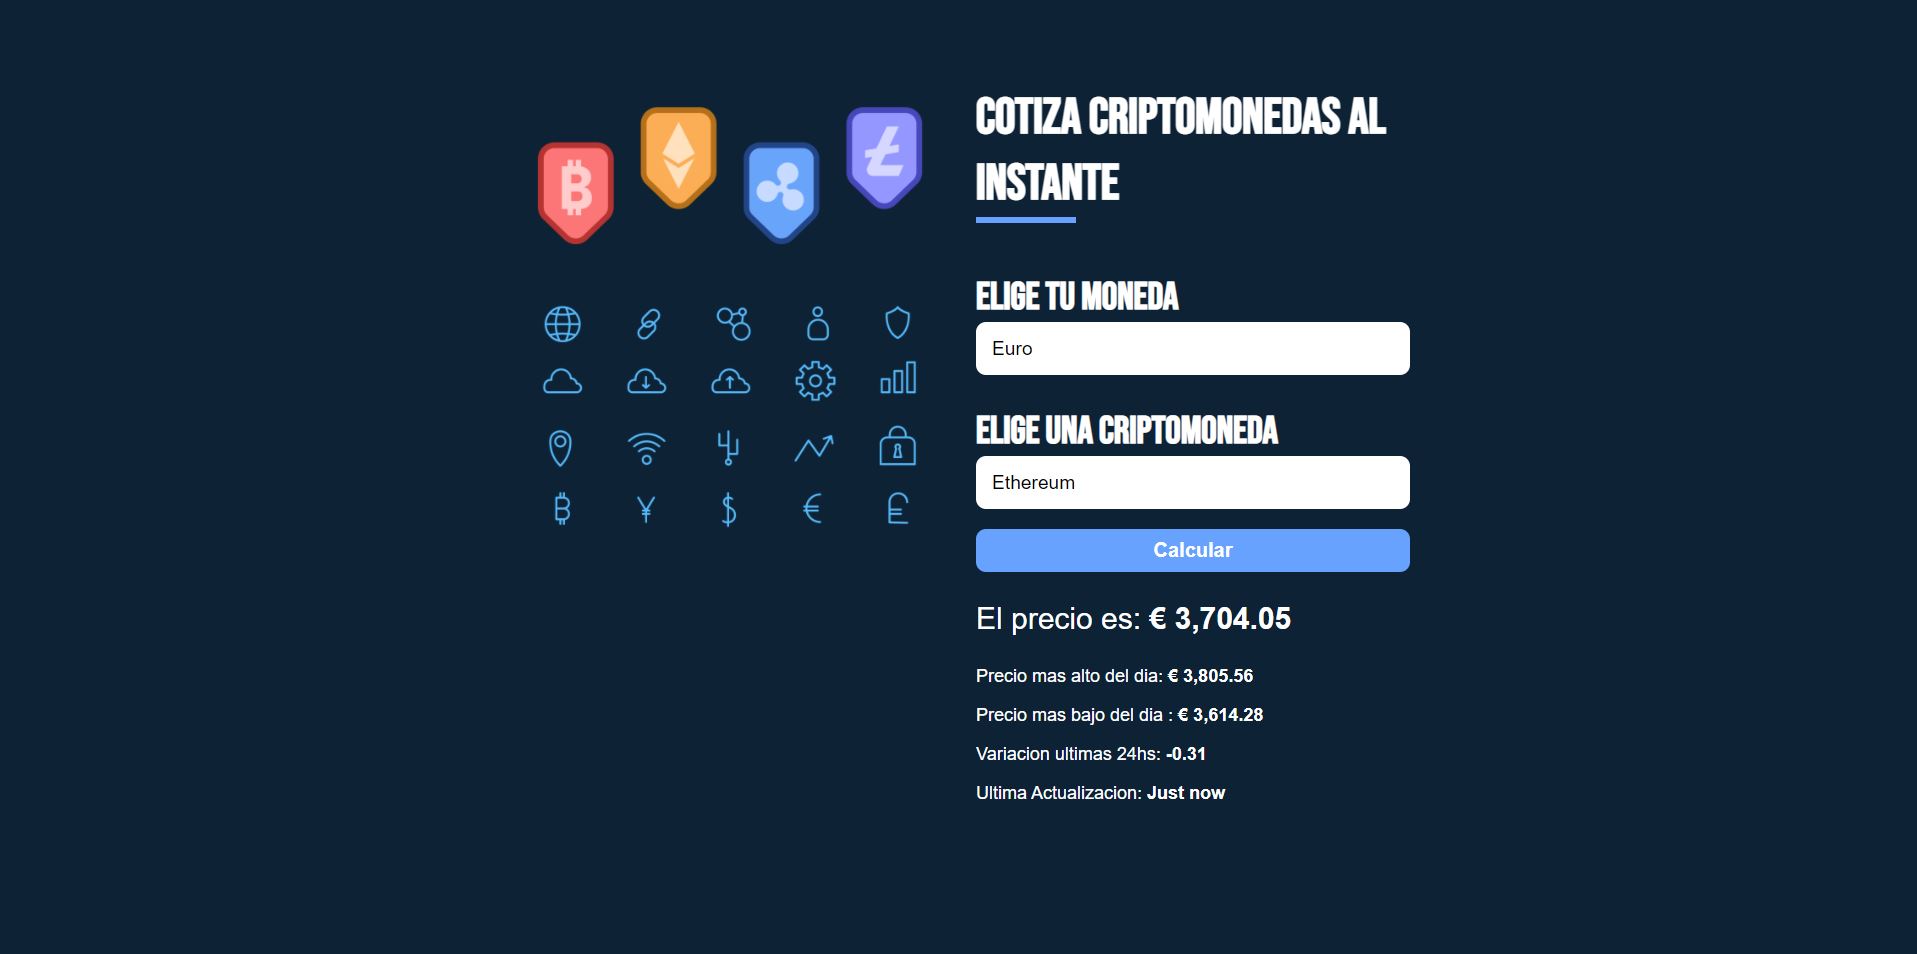 COTIZA CRIPTOMONEDAS AL
INSTANTE
ELIGE TU MONEDA
Euro
ELIGE UNA CRIPTOMONEDA
Ethereum
Calcular
El precio es: € 3,704.05
Precio mas alto del dia: € 3,805.56
Precio mas bajo del dia : € 3,614.28
Variacion ultimas 24hs: -0.31
Ultima Actualizacion: Just now